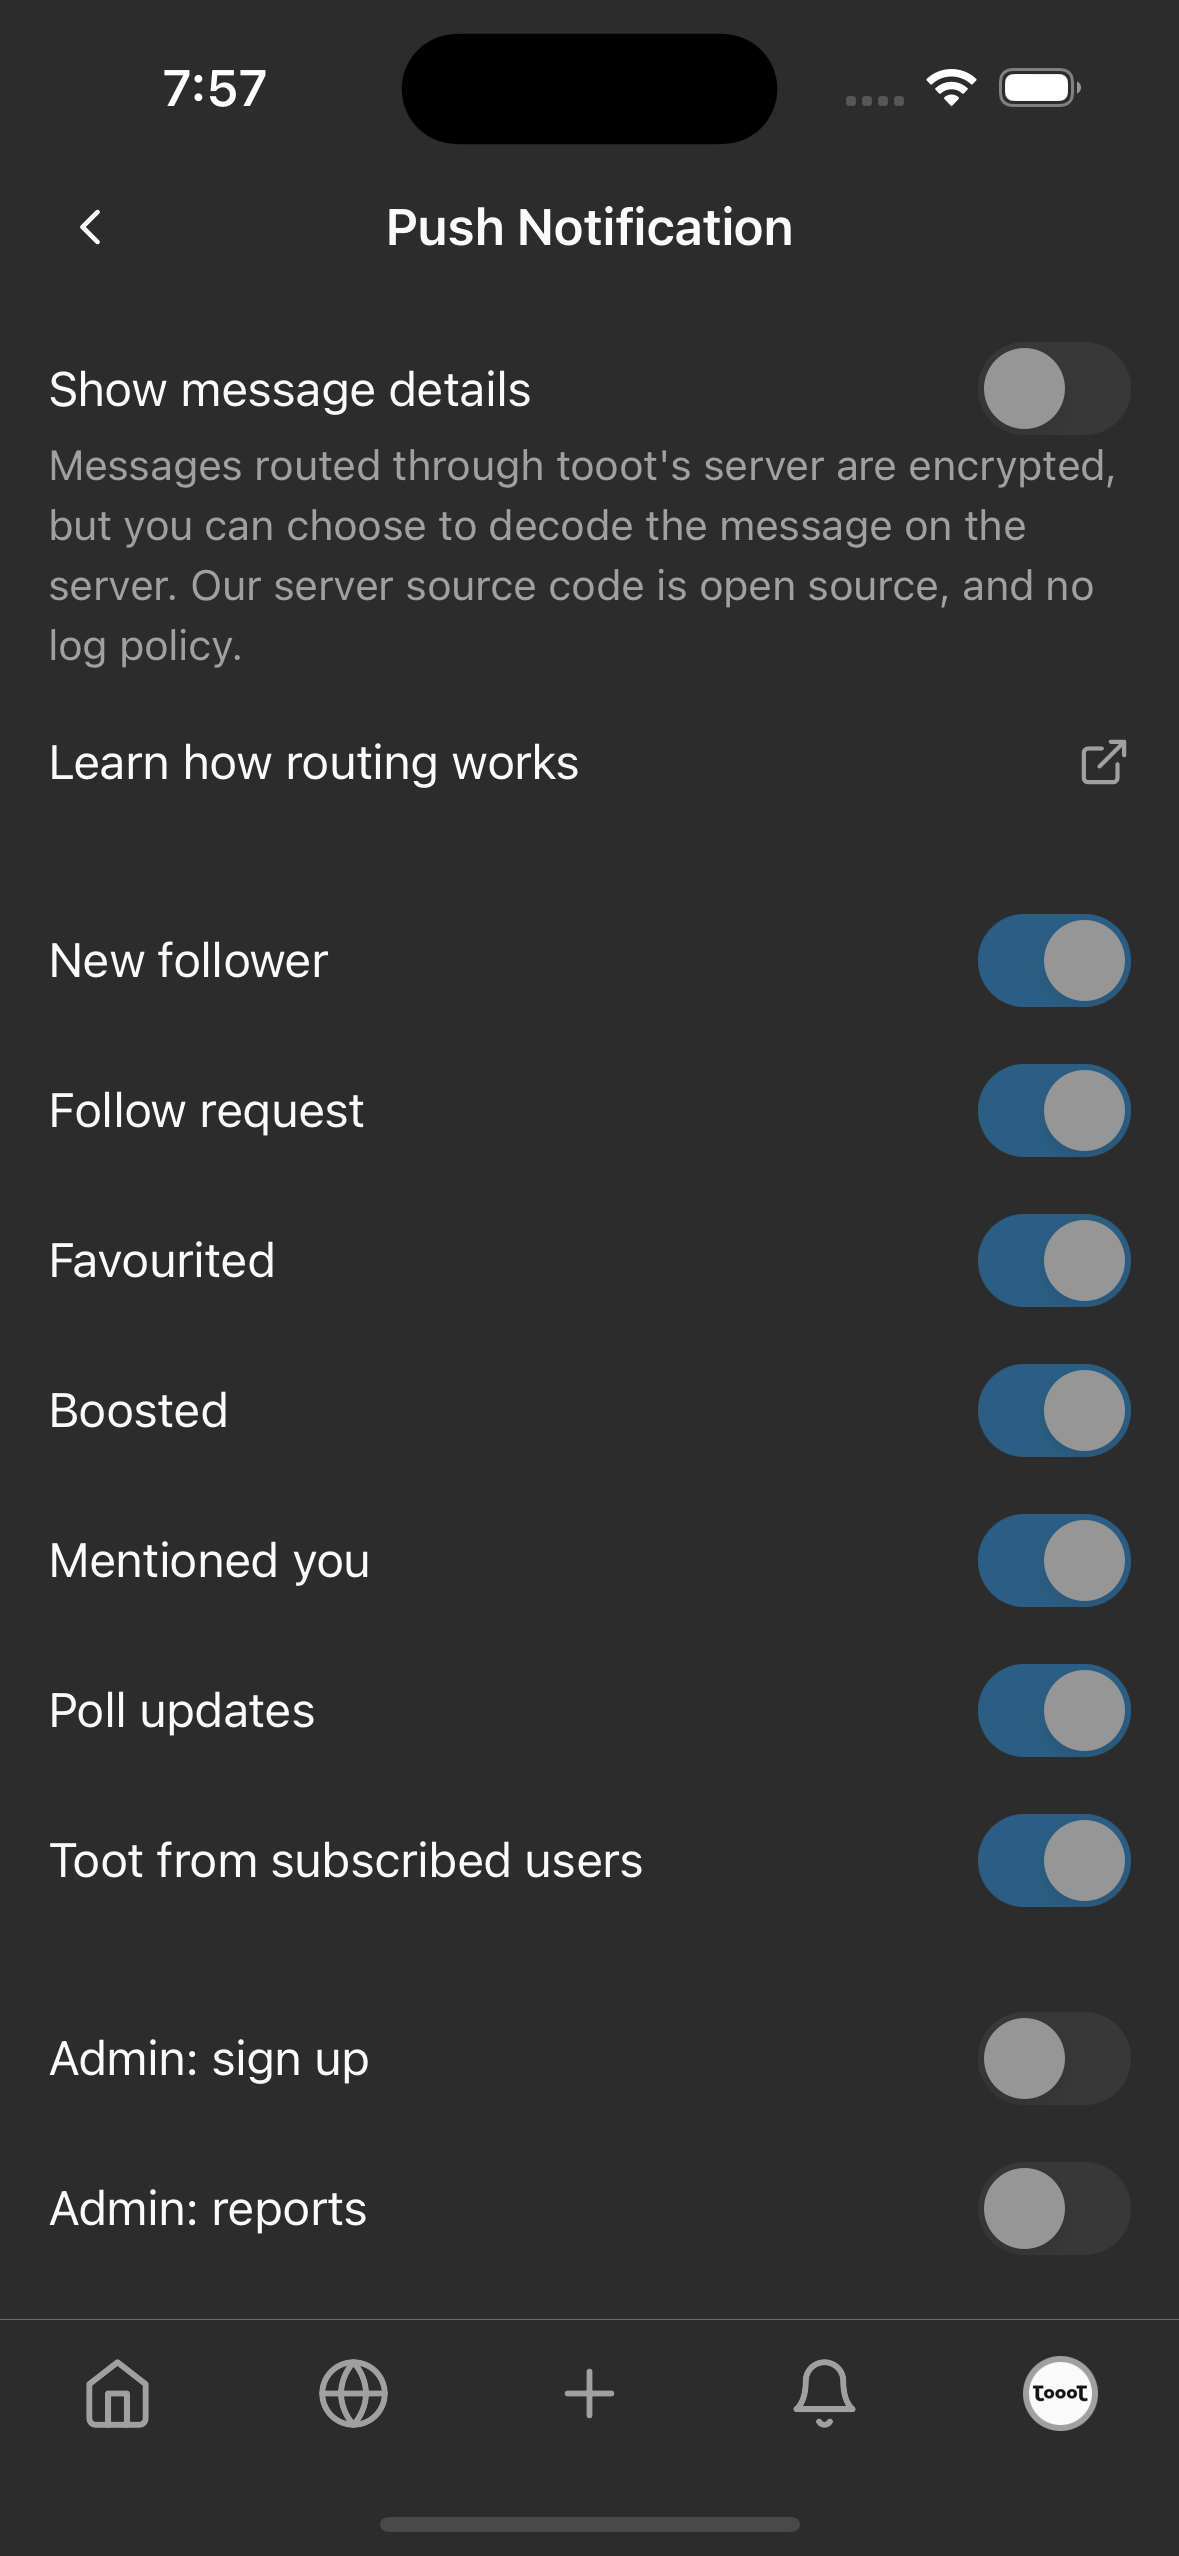 7:57
Push Notification
Show message details
Messages routed through tooot's server are encrypted,
but you can choose to decode the message on the
server. Our server source code is open source, and no
log policy.
Learn how routing works
New follower
Follow request
Favourited
Boosted
Mentioned you
Poll updates
Toot from subscribed users
Admin: sign up
Admin: reports
tooot